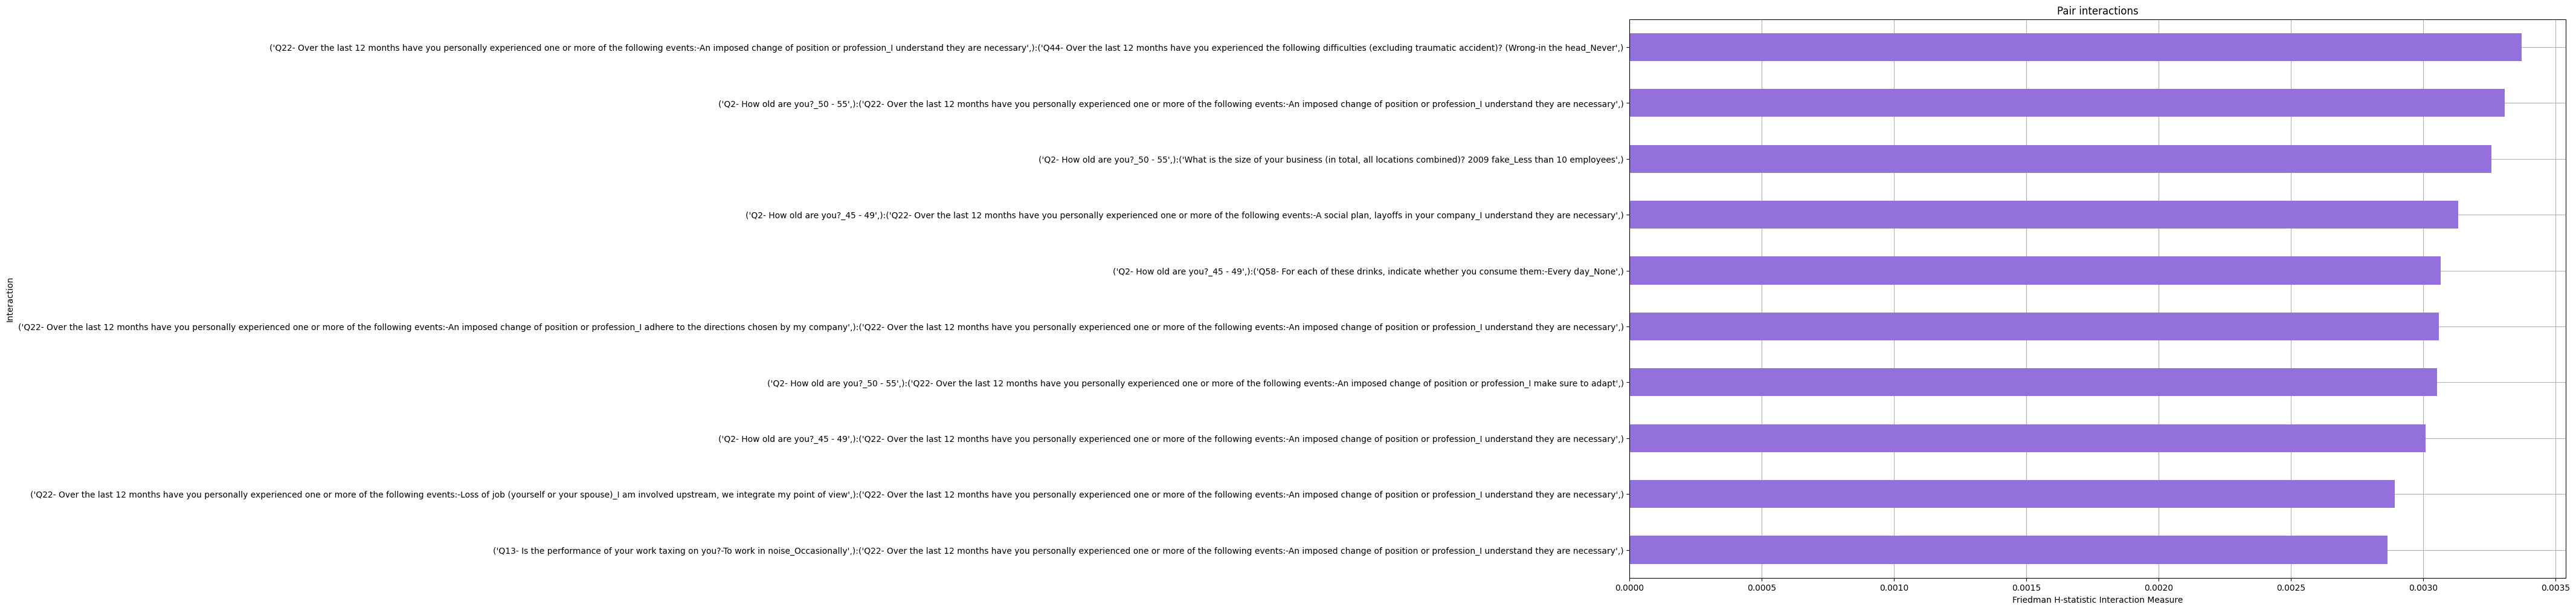 Pair interactions
('Q22- Over the last 12 months have you personally experienced one or more of the following events:-An imposed change of position or profession_I understand they are necessary',):('Q44- Over the last 12 months have you experienced the following difficulties (excluding traumatic accident)? (Wrong-in the head_Never',)
('Q2- How old are you?_50 - 55',):('Q22- Over the last 12 months have you personally experienced one or more of the following events:-An imposed change of position or profession_I understand they are necessary',)
('Q2- How old are you?_50 - 55',):('What is the size of your business (in total, all locations combined)? 2009 fake_Less than 10 employees',)
('Q2- How old are you?_45 - 49',):('Q22- Over the last 12 months have you personally experienced one or more of the following events:-A social plan, layoffs in your company_I understand they are necessary',)
('Q2- How old are you?_45 - 49',):('Q58- For each of these drinks, indicate whether you consume them:-Every day_None',)
('Q22- Over the last 12 months have you personally experienced one or more of the following events:-An imposed change of position or profession_I adhere to the directions chosen by my company',):('Q22- Over the last 12 months have you personally experienced one or more of the following events:-An imposed change of position or profession_I understand they are necessary',)
('Q2- How old are you?_50 - 55',):('Q22- Over the last 12 months have you personally experienced one or more of the following events:-An imposed change of position or profession_I make sure to adapt',)
('Q2- How old are you?_45 - 49',):('Q22- Over the last 12 months have you personally experienced one or more of the following events:-An imposed change of position or profession_I understand they are necessary',)
('Q22- Over the last 12 months have you personally experienced one or more of the following events:-Loss of job (yourself or your spouse)_I am involved upstream, we integrate my point of view',):('Q22- Over the last 12 months have you personally experienced one or more of the following events:-An imposed change of position or profession_I understand they are necessary',)
('Q13- Is the performance of your work taxing on you?-To work in noise_Occasionally',):('Q22- Over the last 12 months have you personally experienced one or more of the following events:-An imposed change of position or profession_I understand they are necessary',)
Interaction
0.0000 0.0005 0.0010 0.0015 0.0020 0.0025 0.0030 0.0035
Friedman H-statistic Interaction Measure